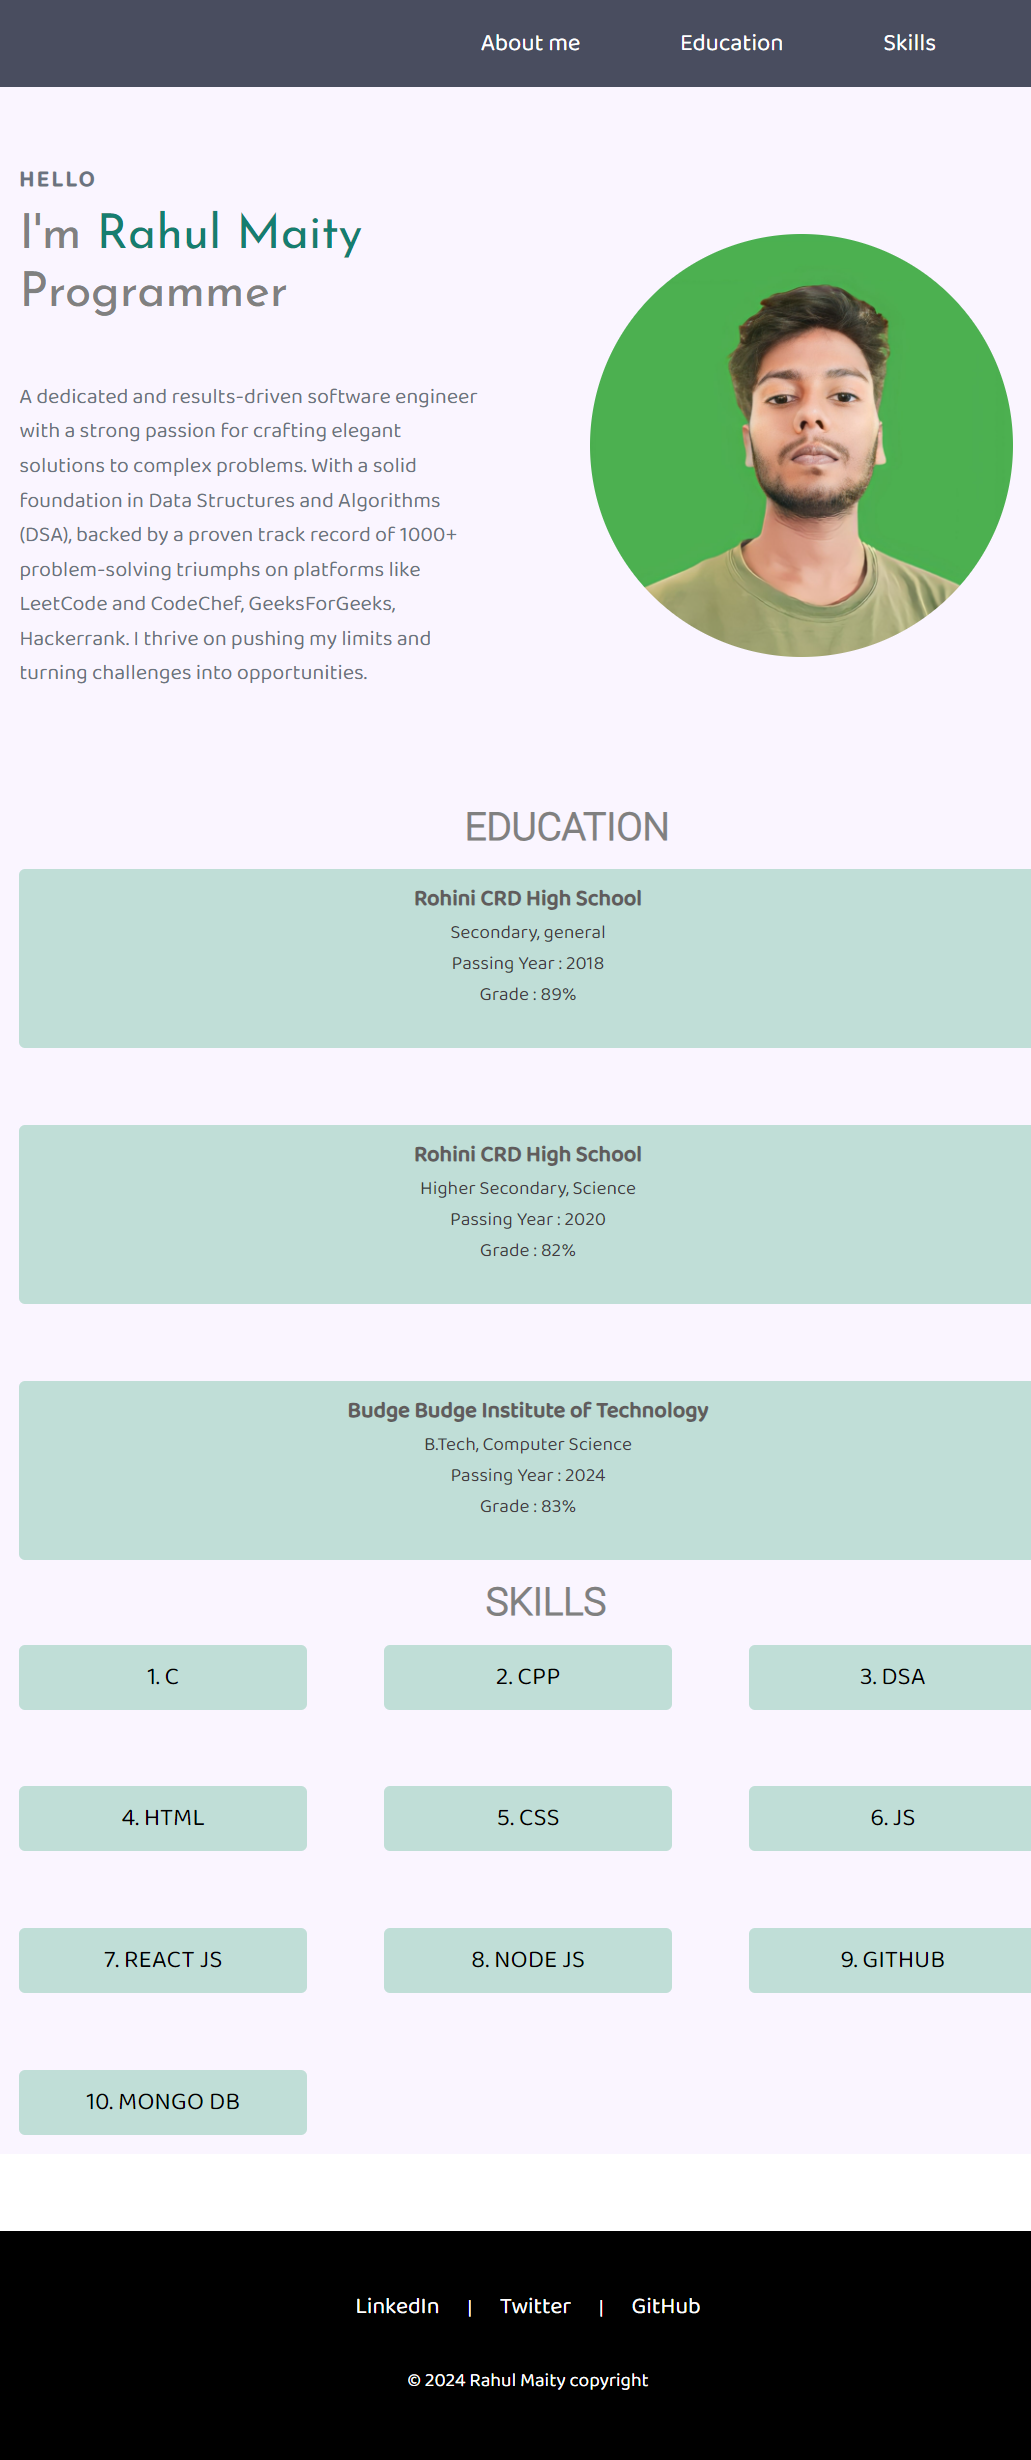 About me Education Skills
HELLO
I'm Rahul Maity
Programmer
A dedicated and results-driven software engineer
with a strong passion for crafting elegant
solutions to complex problems. With a solid
foundation in Data Structures and Algorithms
(DSA), backed by a proven track record of 1000+
problem-solving triumphs on platforms like
LeetCode and CodeChef, GeeksForGeeks,
Hackerrank. I thrive on pushing my limits and
turning challenges into opportunities.
EDUCATION
Rohini CRD High School
Secondary, general
Passing Year : 2018
Grade : 89%
Rohini CRD High School
Higher Secondary, Science
Passing Year : 2020
Grade : 82%
Budge Budge Institute of Technology
B.Tech, Computer Science
Passing Year : 2024
Grade : 83%
SKILLS
1. C 2. CPP 3. DSA
4. HTML 5. CSS 6. JS
7. REACT JS 8. NODE JS 9. GITHUB
10. MONGO DB
LinkedIn | Twitter | GitHub
© 2024 Rahul Maity copyright